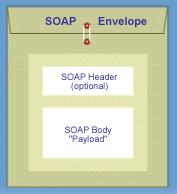 SOAP Envelope
SOAP Header
(optional)
SOAP Body
"Payload"